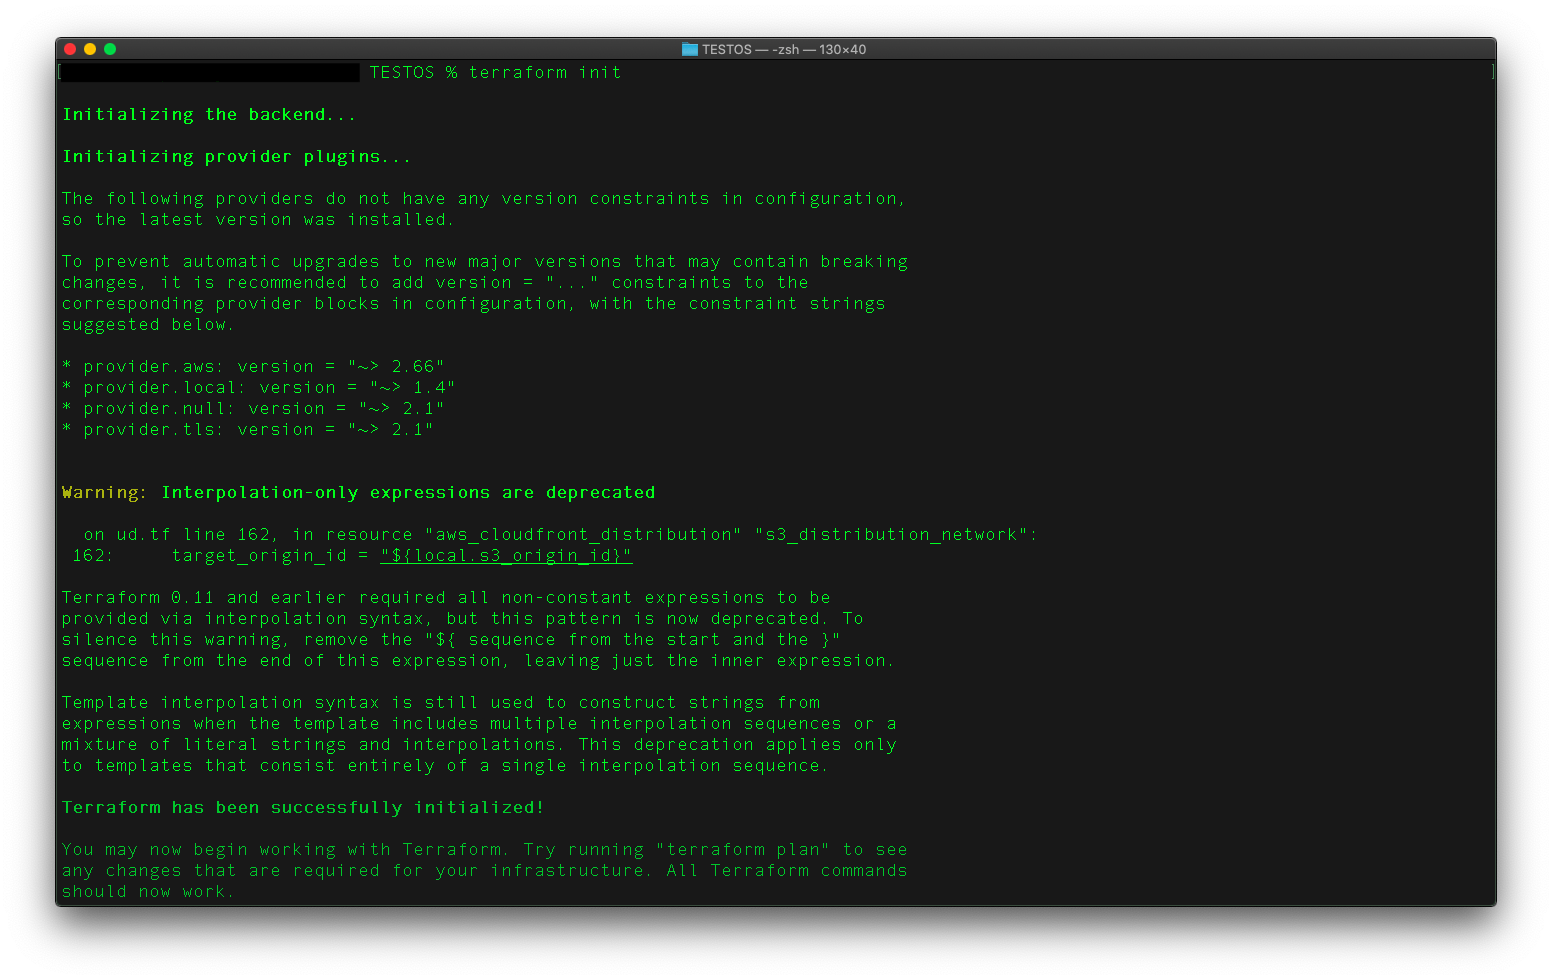 TESTOS — -zsh — 130×40
[ TESTOS % terraform init ]
Initializing the backend...
Initializing provider plugins...
The following providers do not have any version constraints in configuration,
so the latest version was installed.
To prevent automatic upgrades to new major versions that may contain breaking
changes, it is recommended to add version = "..." constraints to the
corresponding provider blocks in configuration, with the constraint strings
suggested below.
* provider.aws: version = "~> 2.66"
* provider.local: version = "~> 1.4"
* provider.null: version = "~> 2.1"
* provider.tls: version = "~> 2.1"
Warning: Interpolation-only expressions are deprecated
on ud.tf line 162, in resource "aws_cloudfront_distribution" "s3_distribution_network":
162: target_origin_id = "${local.s3_origin_id}"
Terraform 0.11 and earlier required all non-constant expressions to be
provided via interpolation syntax, but this pattern is now deprecated. To
silence this warning, remove the "${ sequence from the start and the }"
sequence from the end of this expression, leaving just the inner expression.
Template interpolation syntax is still used to construct strings from
expressions when the template includes multiple interpolation sequences or a
mixture of literal strings and interpolations. This deprecation applies only
to templates that consist entirely of a single interpolation sequence.
Terraform has been successfully initialized!
You may now begin working with Terraform. Try running "terraform plan" to see
any changes that are required for your infrastructure. All Terraform commands
should now work.